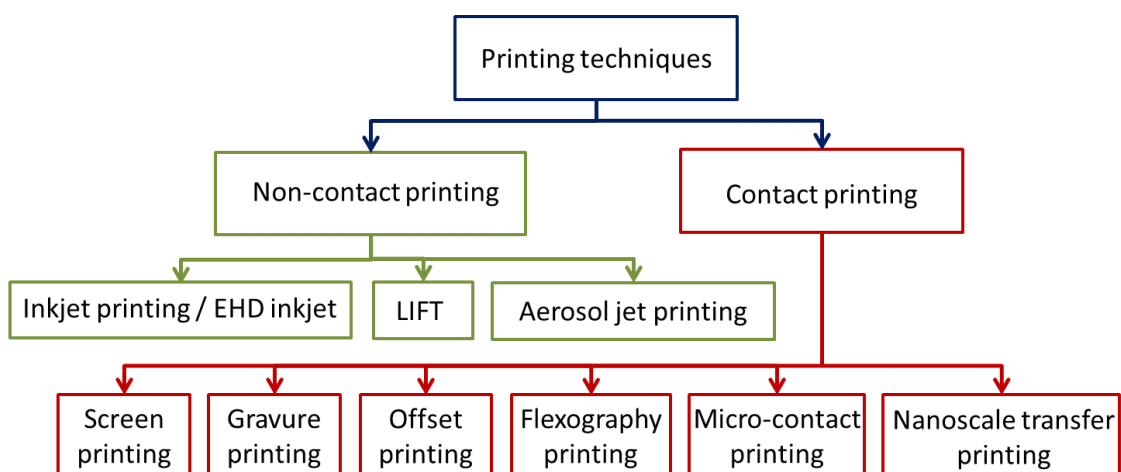 Printing techniques
Non-contact printing
Contact printing
Inkjet printing / EHD inkjet
LIFT
Aerosol jet printing
Screen
printing
Gravure
printing
Offset
printing
Flexography
printing
Micro-contact
printing
Nanoscale transfer
printing